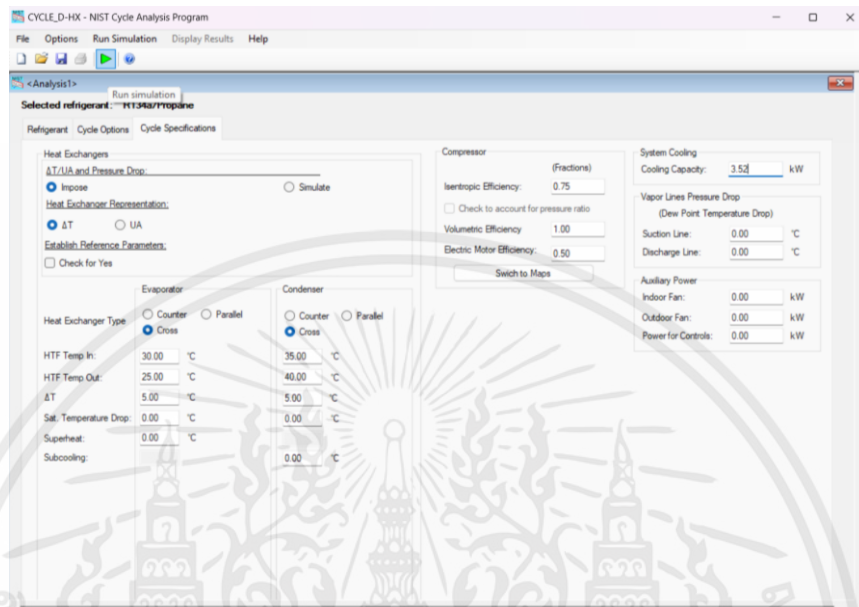 CYCLE_D-HX - NIST Cycle Analysis Program
File Options Run Simulation Display Results Help
<Analysis1>
Run simulation
Selected refrigerant: R134a/Propane
Refrigerant Cycle Options Cycle Specifications
Heat Exchangers
ΔT/UA and Pressure Drop:
Impose Simulate
Heat Exchanger Representation:
ΔT UA
Establish Reference Parameters:
Check for Yes
Evaporator Condenser
Heat Exchanger Type Counter Parallel Counter Parallel
Cross Cross
HTF Temp In: 30.00 °C 35.00 °C
HTF Temp Out: 25.00 °C 40.00 °C
ΔT 5.00 °C 5.00 °C
Sat. Temperature Drop: 0.00 °C 0.00 °C
Superheat: 0.00 °C
Subcooling: 0.00 °C
Compressor
(Fractions)
Isentropic Efficiency: 0.75
Check to account for pressure ratio
Volumetric Efficiency 1.00
Electric Motor Efficiency: 0.50
Swich to Maps
System Cooling
Cooling Capacity: 3.52 kW
Vapor Lines Pressure Drop
(Dew Point Temperature Drop)
Suction Line: 0.00 °C
Discharge Line: 0.00 °C
Auxiliary Power
Indoor Fan: 0.00 kW
Outdoor Fan: 0.00 kW
Power for Controls: 0.00 kW